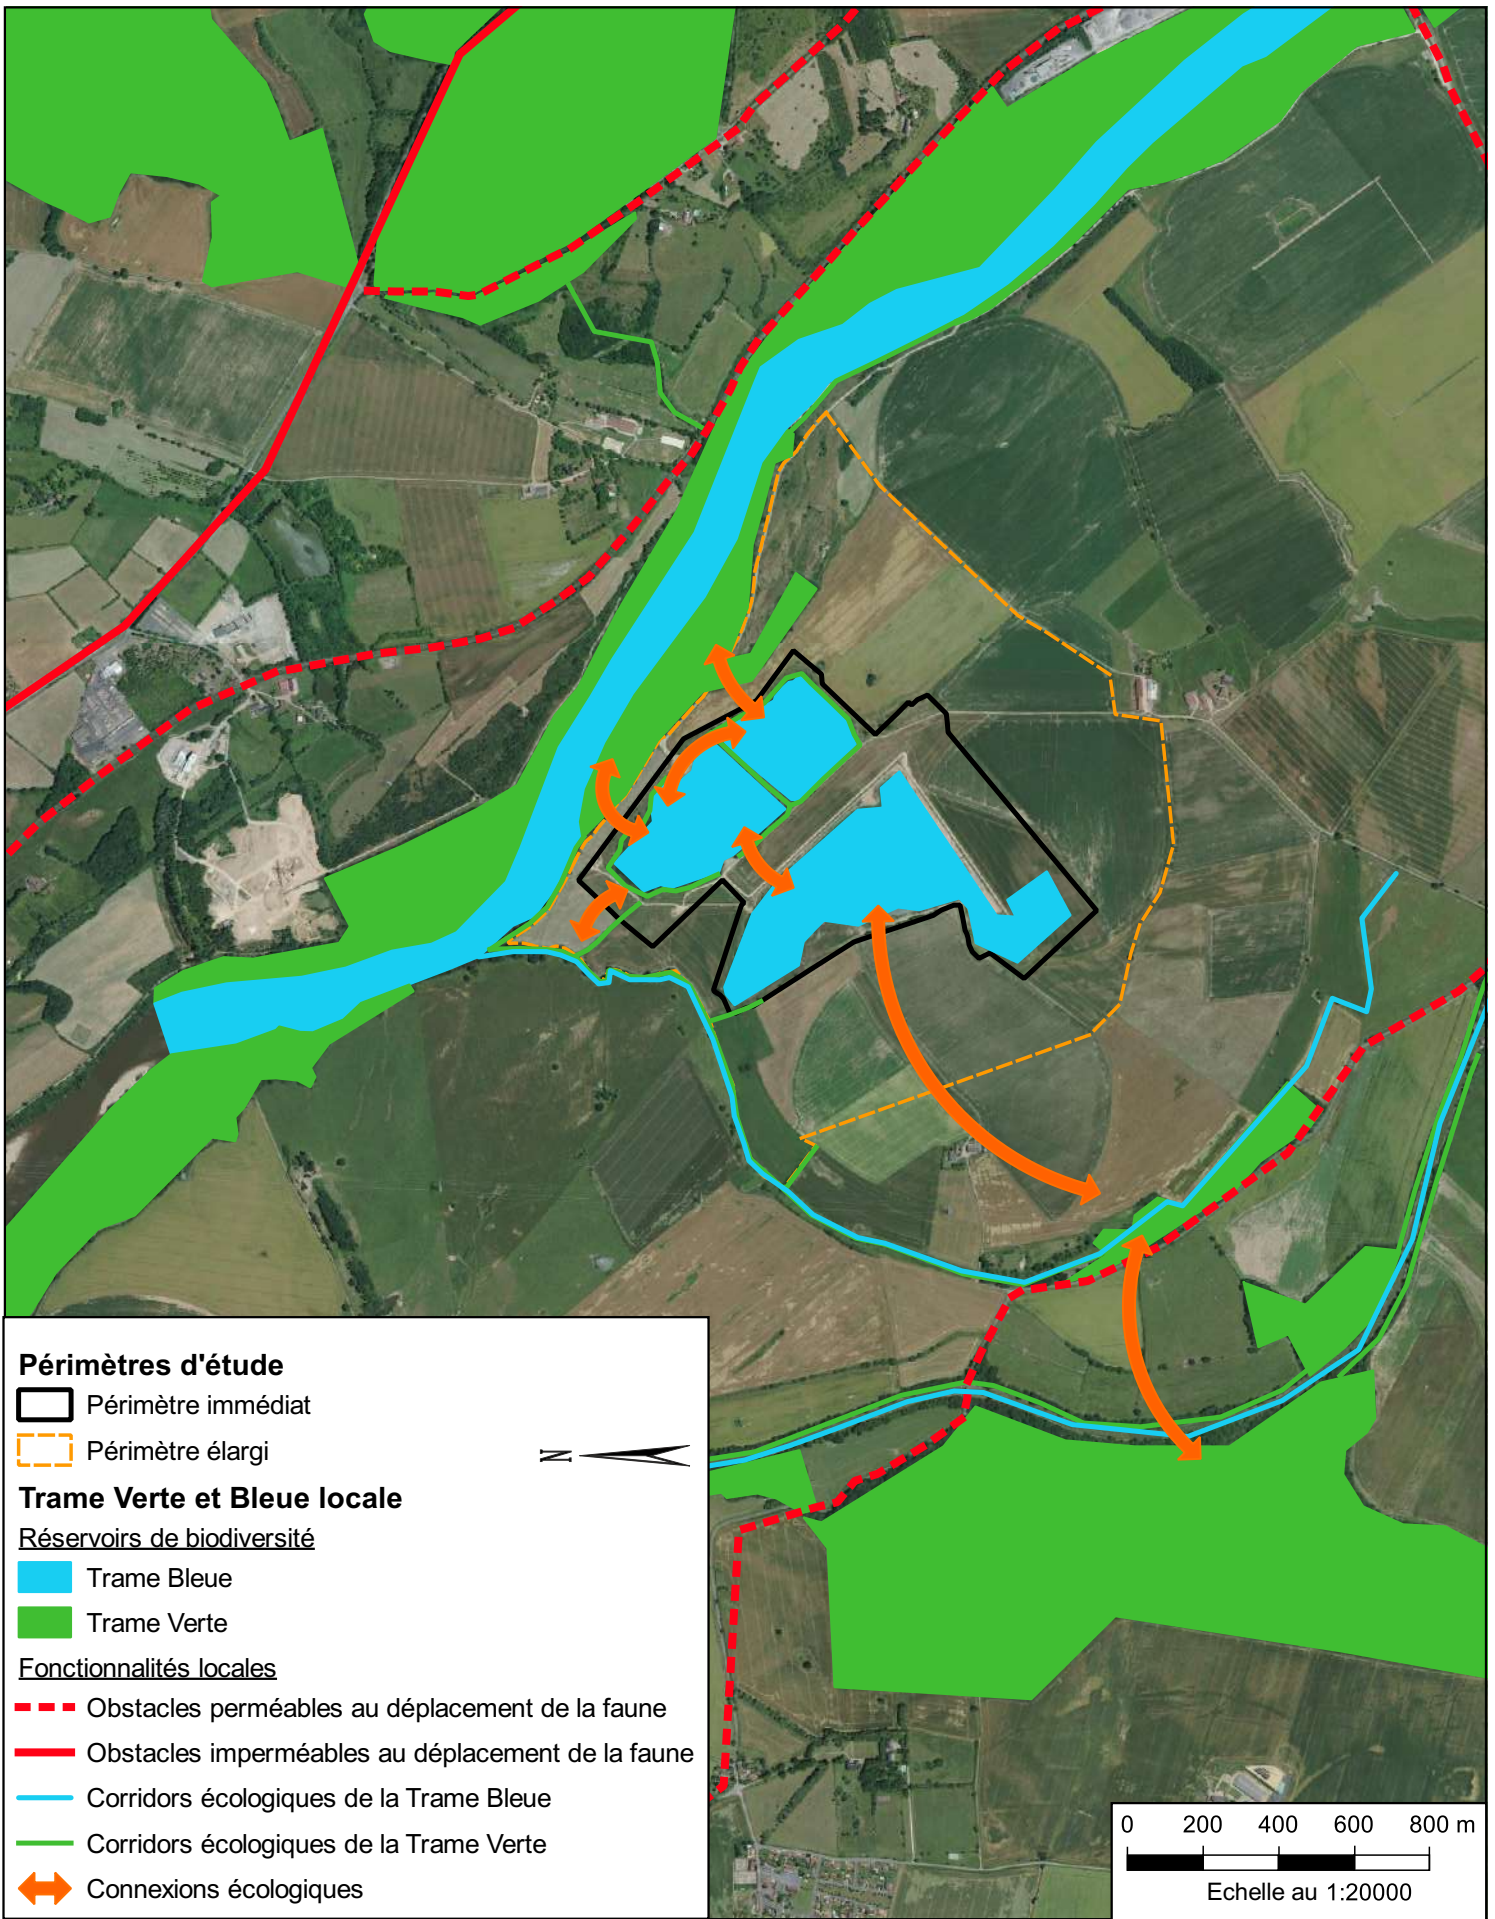 Périmètres d'étude
Périmètre immédiat
Périmètre élargi
N
Trame Verte et Bleue locale
Réservoirs de biodiversité
Trame Bleue
Trame Verte
Fonctionnalités locales
Obstacles perméables au déplacement de la faune
Obstacles imperméables au déplacement de la faune
Corridors écologiques de la Trame Bleue
Corridors écologiques de la Trame Verte
Connexions écologiques
0 200 400 600 800 m
Echelle au 1:20000